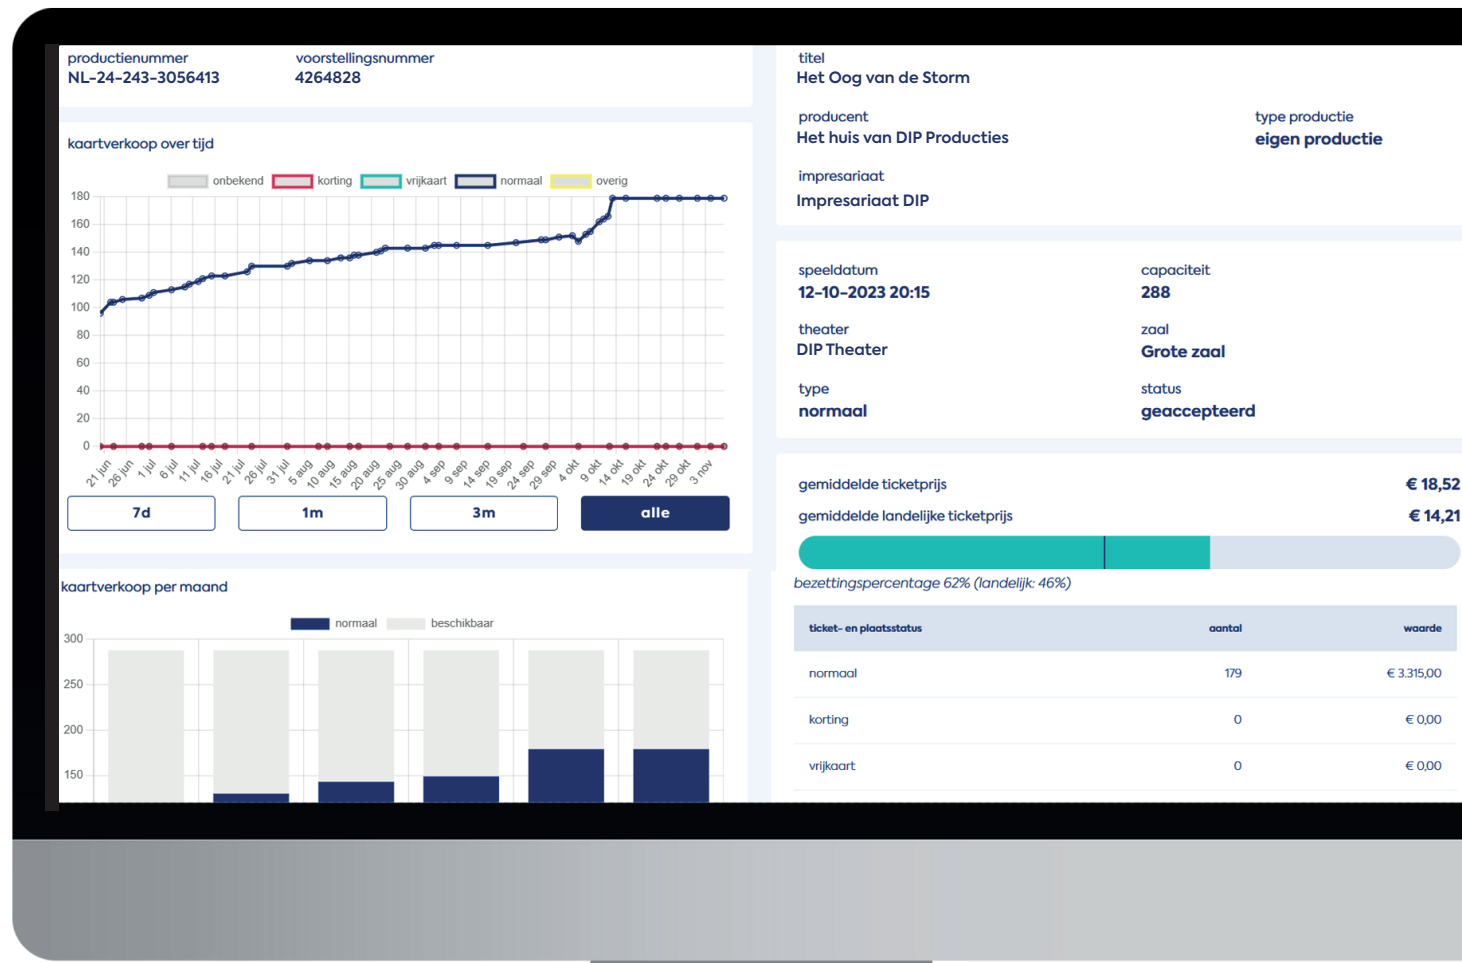 productienummer
voorstellingsnummer
NL-24-243-3056413
4264828
kaartverkoop over tijd
onbekend korting vrijkaart normaal overig
180
160
140
120
100
80
60
40
20
0
21 jun 26 jun 1 jul 6 jul 11 jul 16 jul 21 jul 26 jul 31 jul 5 aug 10 aug 15 aug 20 aug 25 aug 30 aug 4 sep 9 sep 14 sep 19 sep 24 sep 29 sep 4 okt 9 okt 14 okt 19 okt 24 okt 29 okt 3 nov
7d 1m 3m alle
kaartverkoop per maand
normaal beschikbaar
300
250
200
150
titel
Het Oog van de Storm
producent
type productie
Het huis van DIP Producties
eigen productie
impresariaat
Impresariaat DIP
speeldatum
capaciteit
12-10-2023 20:15
288
theater
zaal
DIP Theater
Grote zaal
type
status
normaal
geaccepteerd
gemiddelde ticketprijs € 18,52
gemiddelde landelijke ticketprijs € 14,21
bezettingspercentage 62% (landelijk: 46%)
ticket- en plaatsstatus aantal waarde
normaal 179 € 3.315,00
korting 0 € 0,00
vrijkaart 0 € 0,00